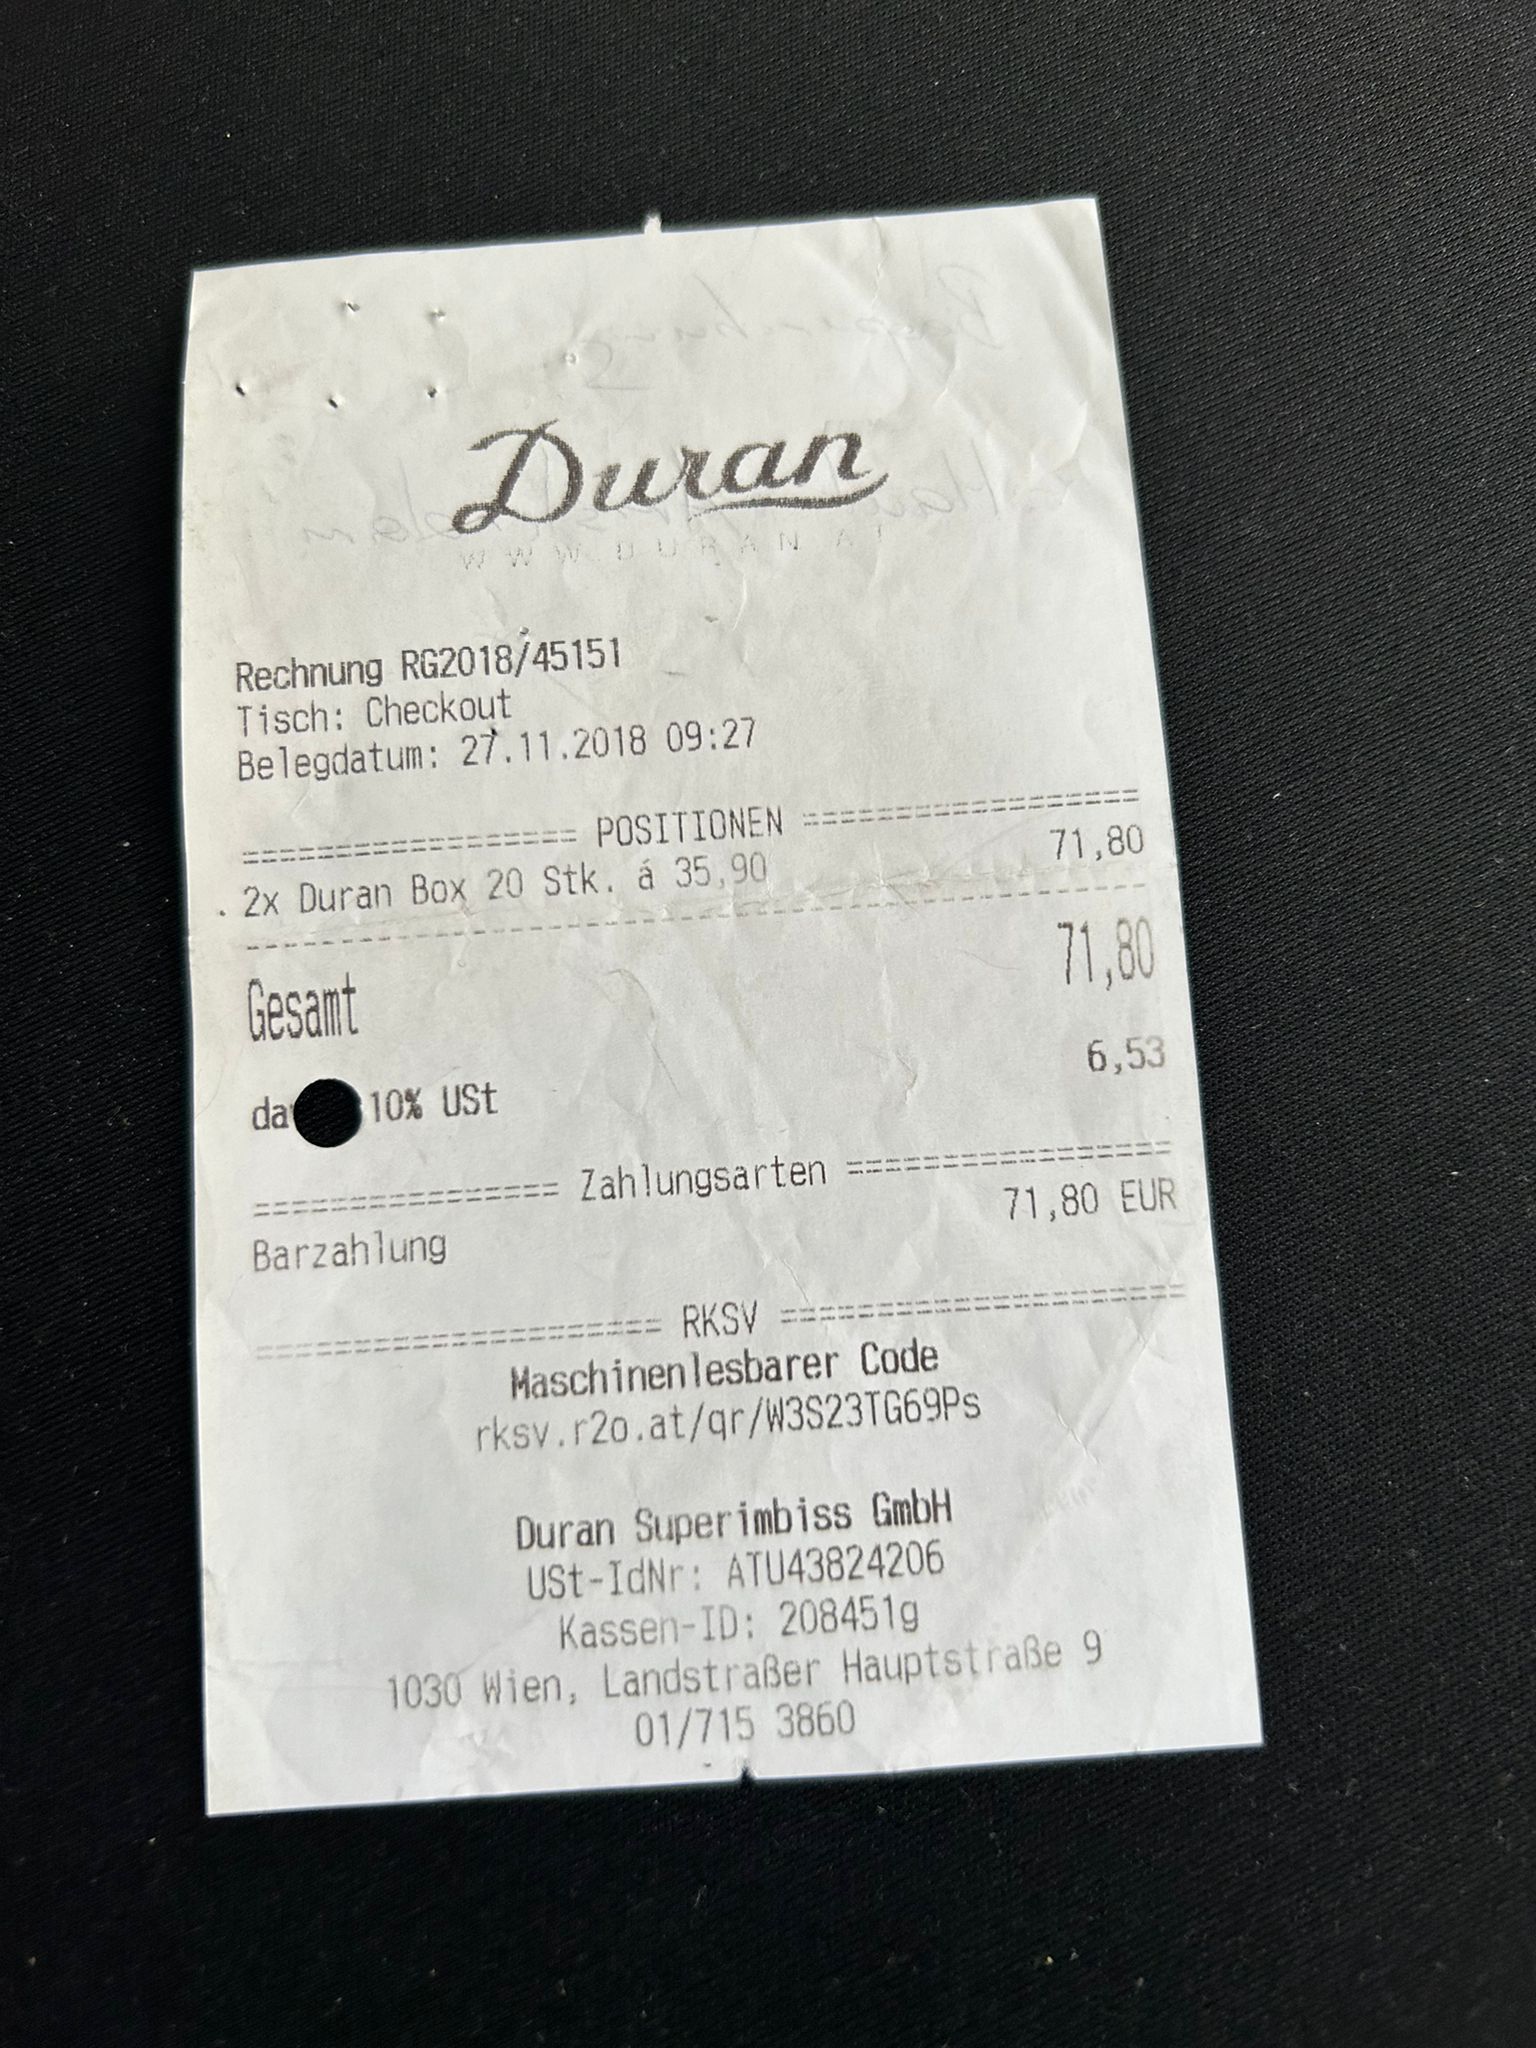 Duran
WWW.DURAN.AT
Rechnung RG2018/45151
Tisch: Checkout
Belegdatum: 27.11.2018 09:27
================== POSITIONEN ==================
2x Duran Box 20 Stk. á 35,90 71,80
Gesamt 71,80
10% USt 6,53
================ Zahlungsarten =================
Barzahlung 71,80 EUR
===================== RKSV =====================
Maschinenlesbarer Code
rksv.r2o.at/qr/W3S23TG69Ps
Duran Superimbiss GmbH
USt-IdNr: ATU43824206
Kassen-ID: 208451g
1030 Wien, Landstraßer Hauptstraße 9
01/715 3860